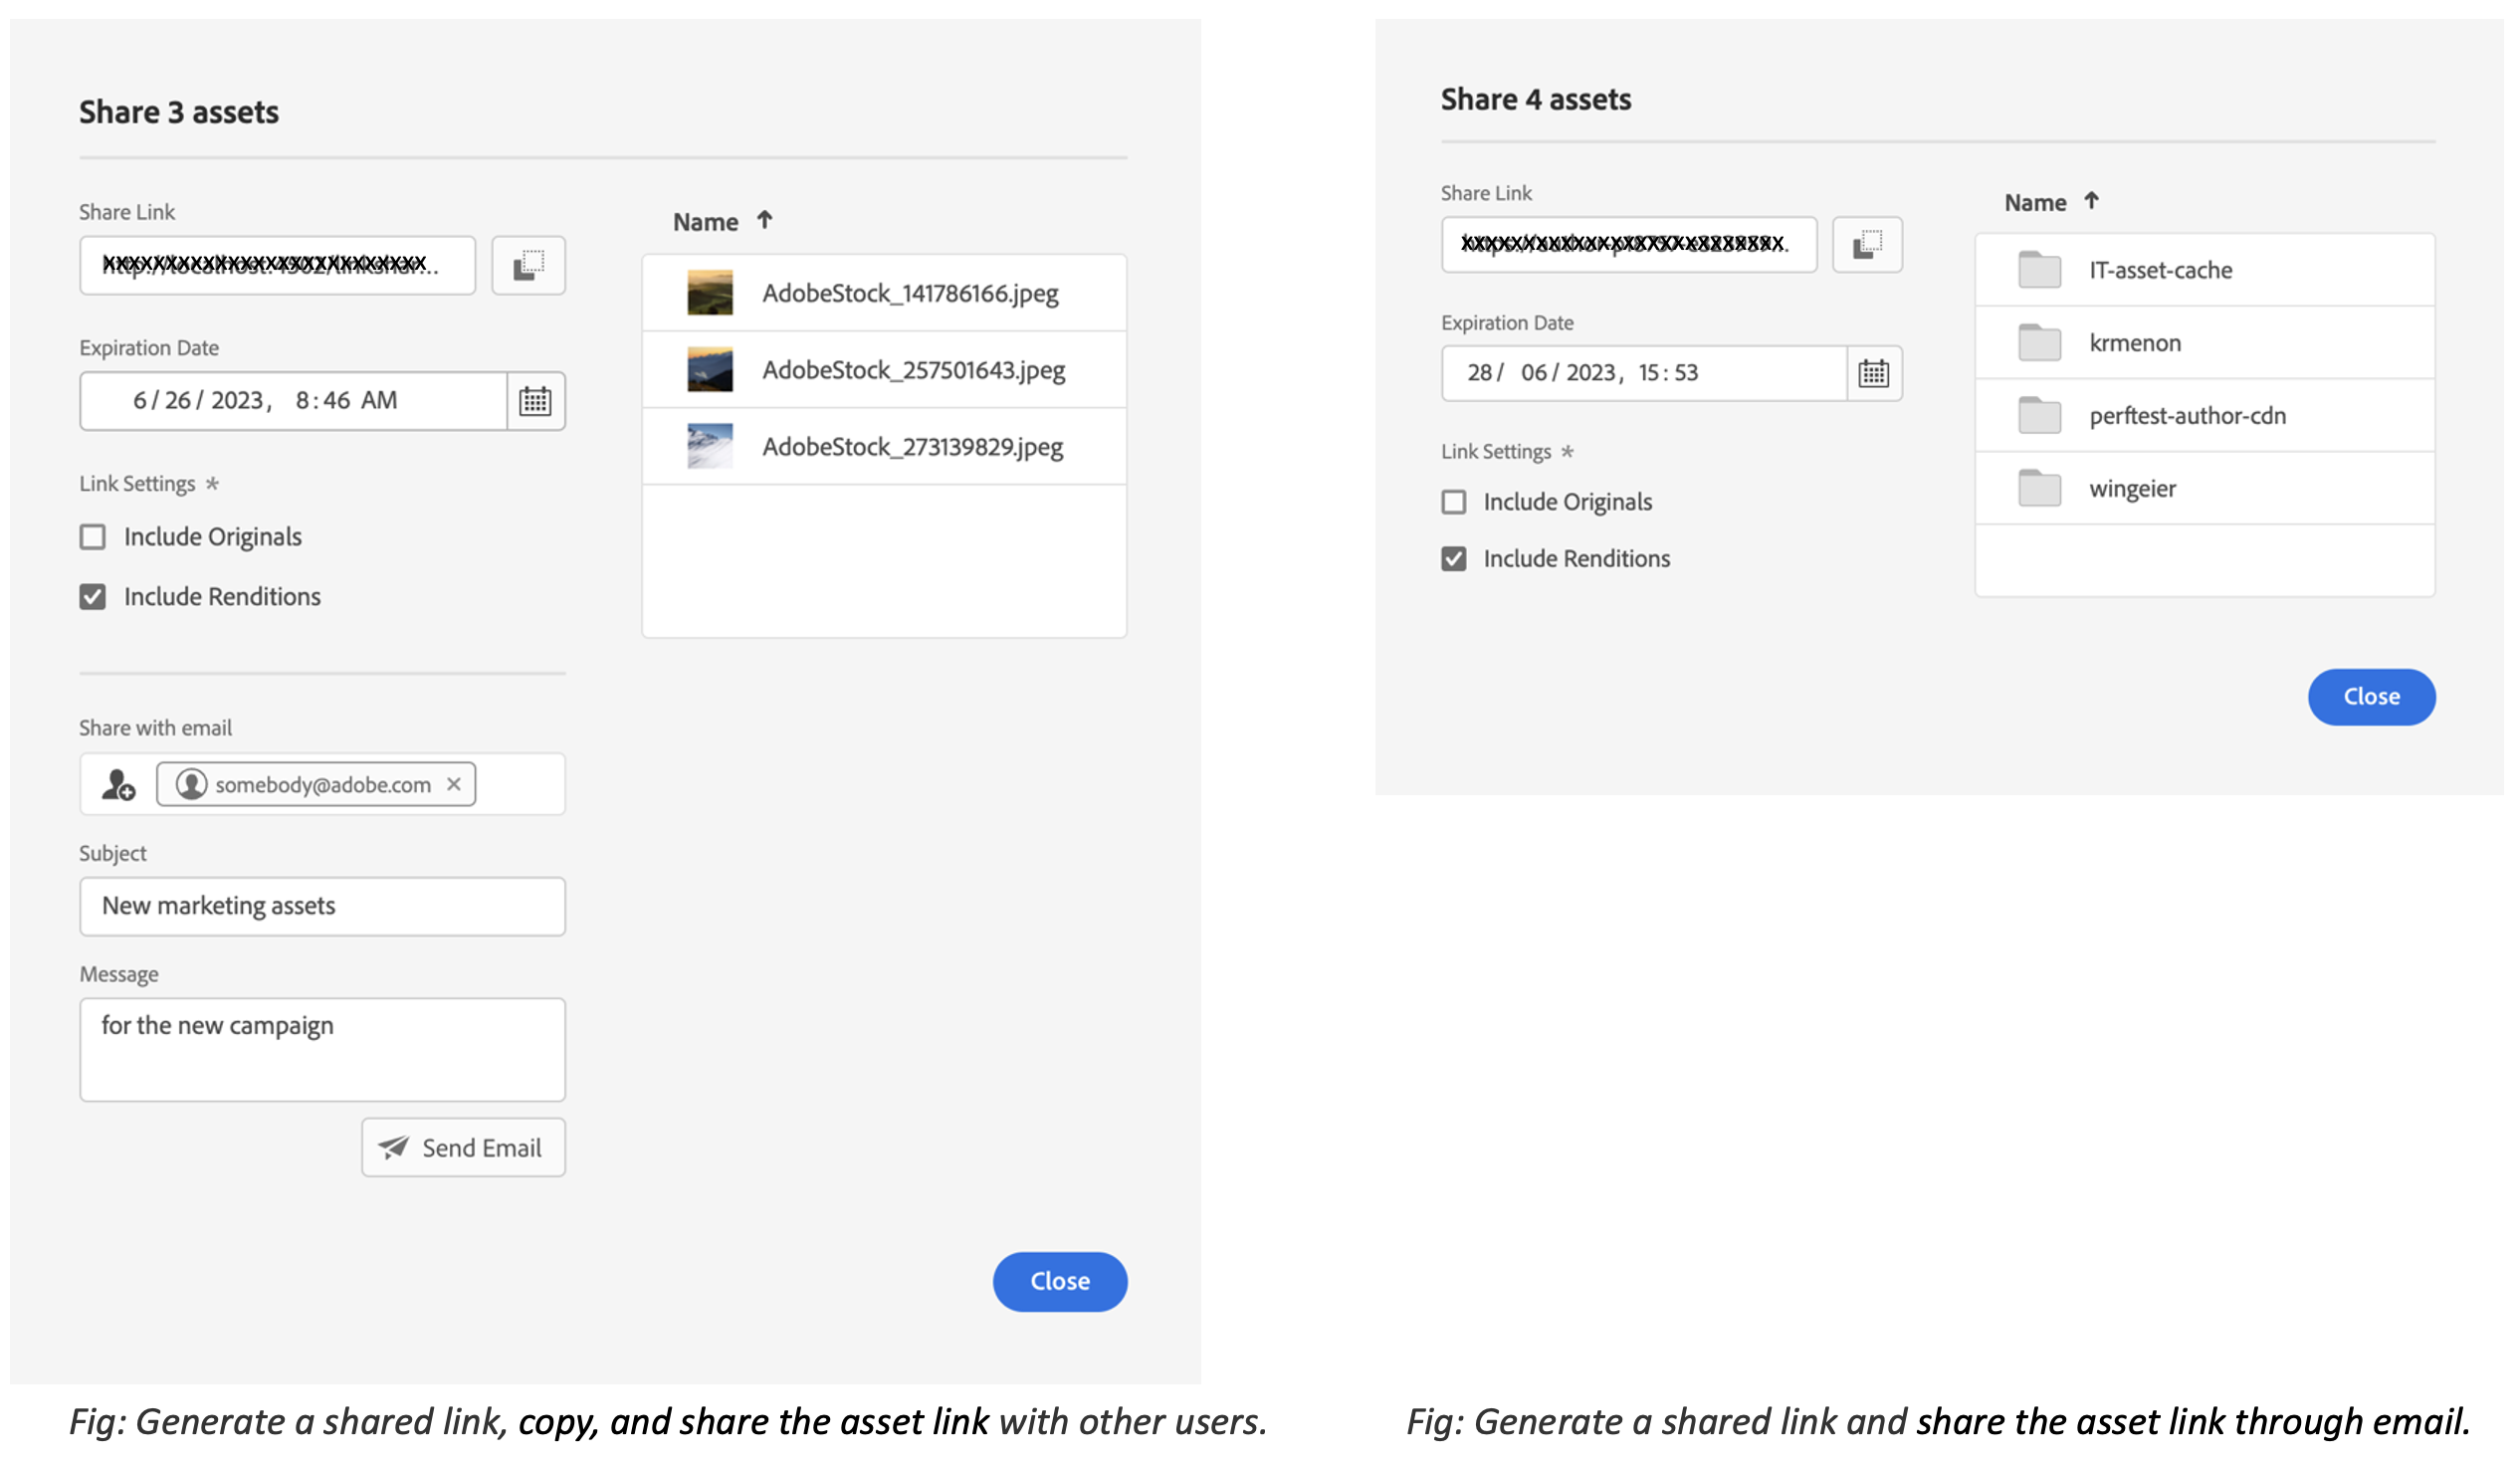 Share 3 assets
Share Link
Name
AdobeStock_141786166.jpeg
Expiration Date
6/ 26/ 2023, 8:46 AM
AdobeStock_257501643.jpeg
AdobeStock_273139829.jpeg
Link Settings *
Include Originals
Include Renditions
Share with email
somebody@adobe.com
Subject
New marketing assets
Message
for the new campaign
Send Email
Close
Fig: Generate a shared link, copy, and share the asset link with other users.
Share 4 assets
Share Link
Name
IT-asset-cache
Expiration Date
krmenon
28/ 06/ 2023, 15:53
perftest-author-cdn
Link Settings *
wingeier
Include Originals
Include Renditions
Close
Fig: Generate a shared link and share the asset link through email.